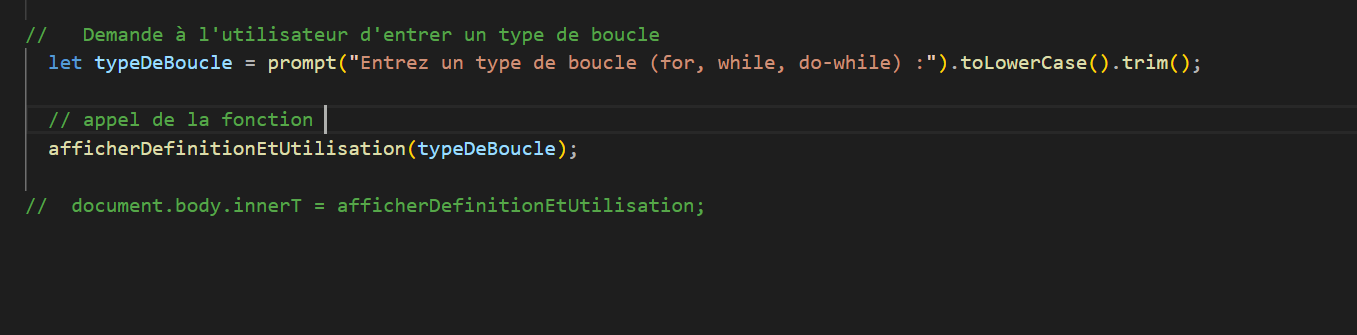 //   Demande à l'utilisateur d'entrer un type de boucle
let typeDeBoucle = prompt("Entrez un type de boucle (for, while, do-while) :").toLowerCase().trim();
// appel de la fonction
afficherDefinitionEtUtilisation(typeDeBoucle);
//  document.body.innerT = afficherDefinitionEtUtilisation;